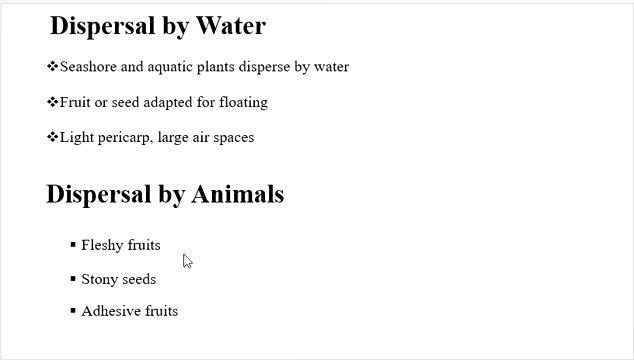 Dispersal by Water
❖Seashore and aquatic plants disperse by water
❖Fruit or seed adapted for floating
❖Light pericarp, large air spaces
Dispersal by Animals
▪ Fleshy fruits
▪ Stony seeds
▪ Adhesive fruits